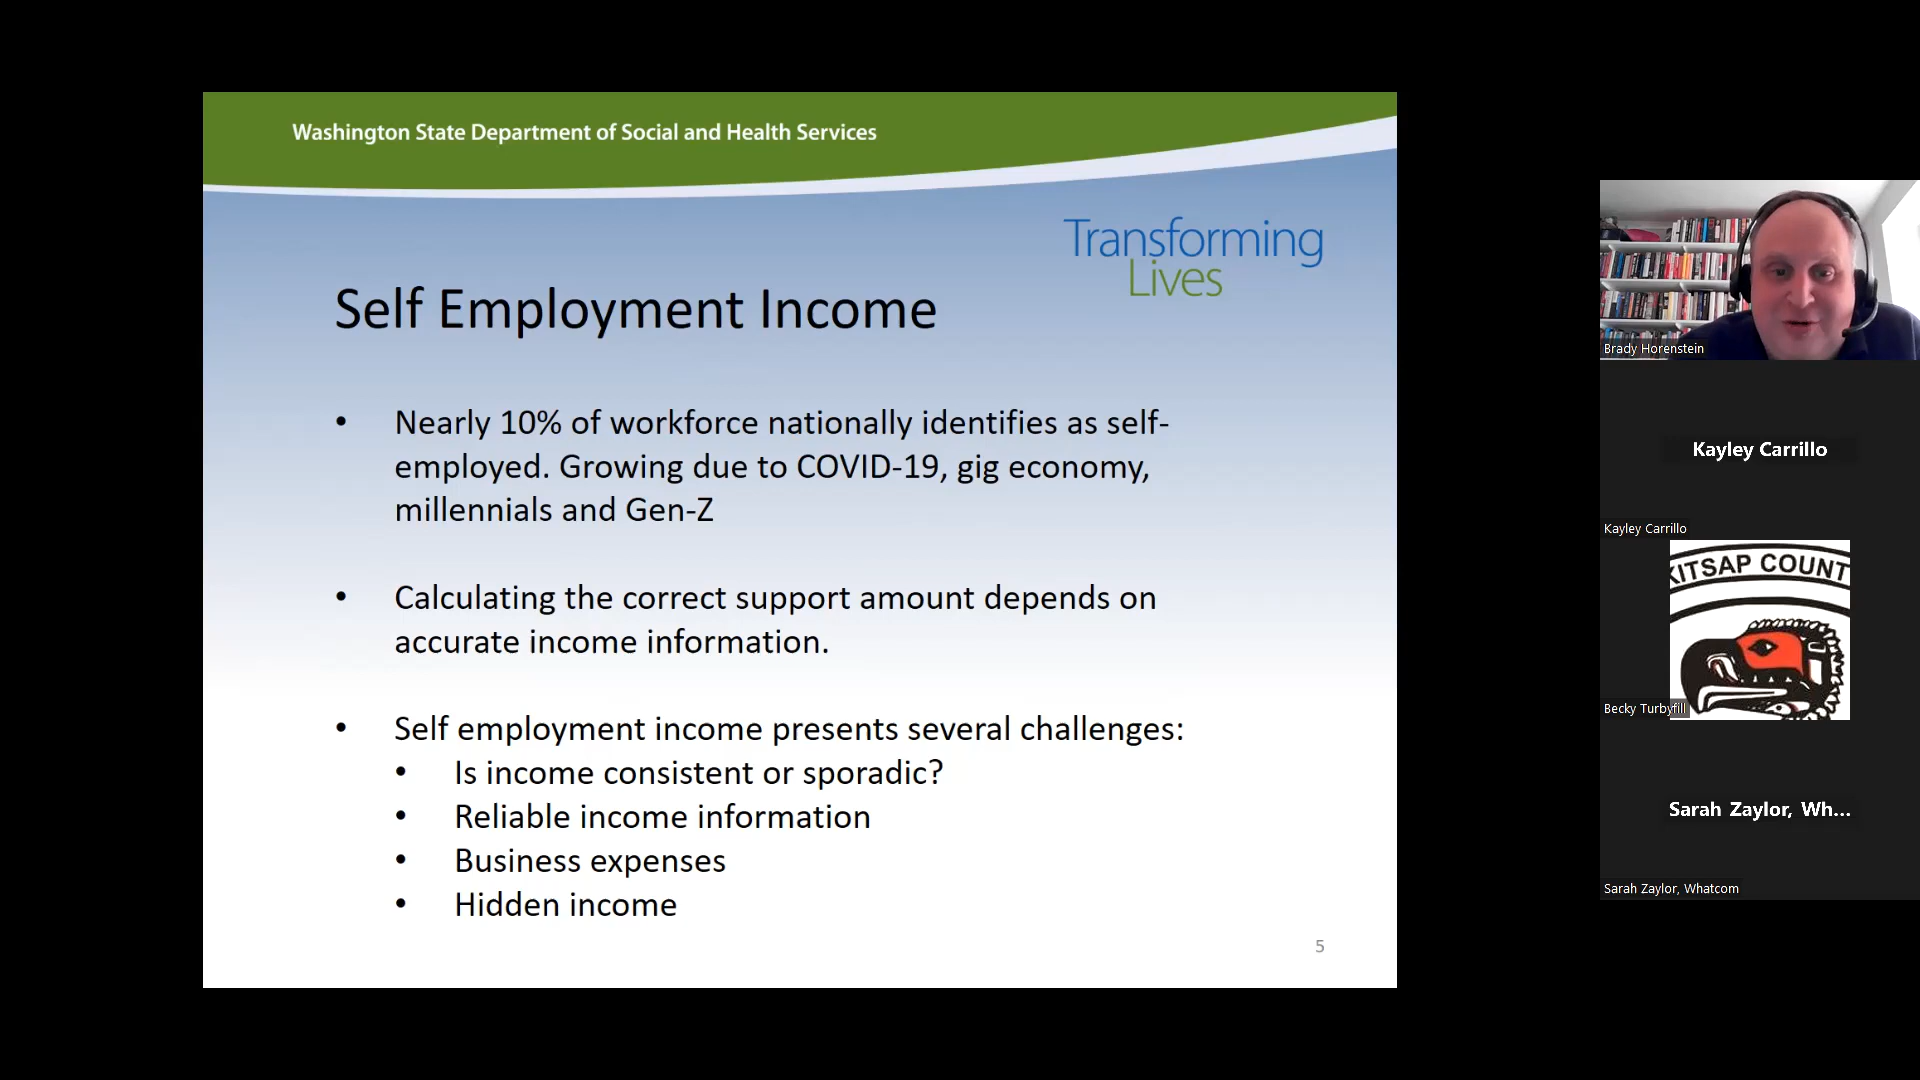 Washington State Department of Social and Health Services
Transforming
Lives
Self Employment Income
• Nearly 10% of workforce nationally identifies as self-
employed. Growing due to COVID-19, gig economy,
millennials and Gen-Z
• Calculating the correct support amount depends on
accurate income information.
• Self employment income presents several challenges:
• Is income consistent or sporadic?
• Reliable income information
• Business expenses
• Hidden income
5
Brady Horenstein
Kayley Carrillo
Kayley Carrillo
KITSAP COUNT
Becky Turbyfill
Sarah Zaylor, Wh...
Sarah Zaylor, Whatcom